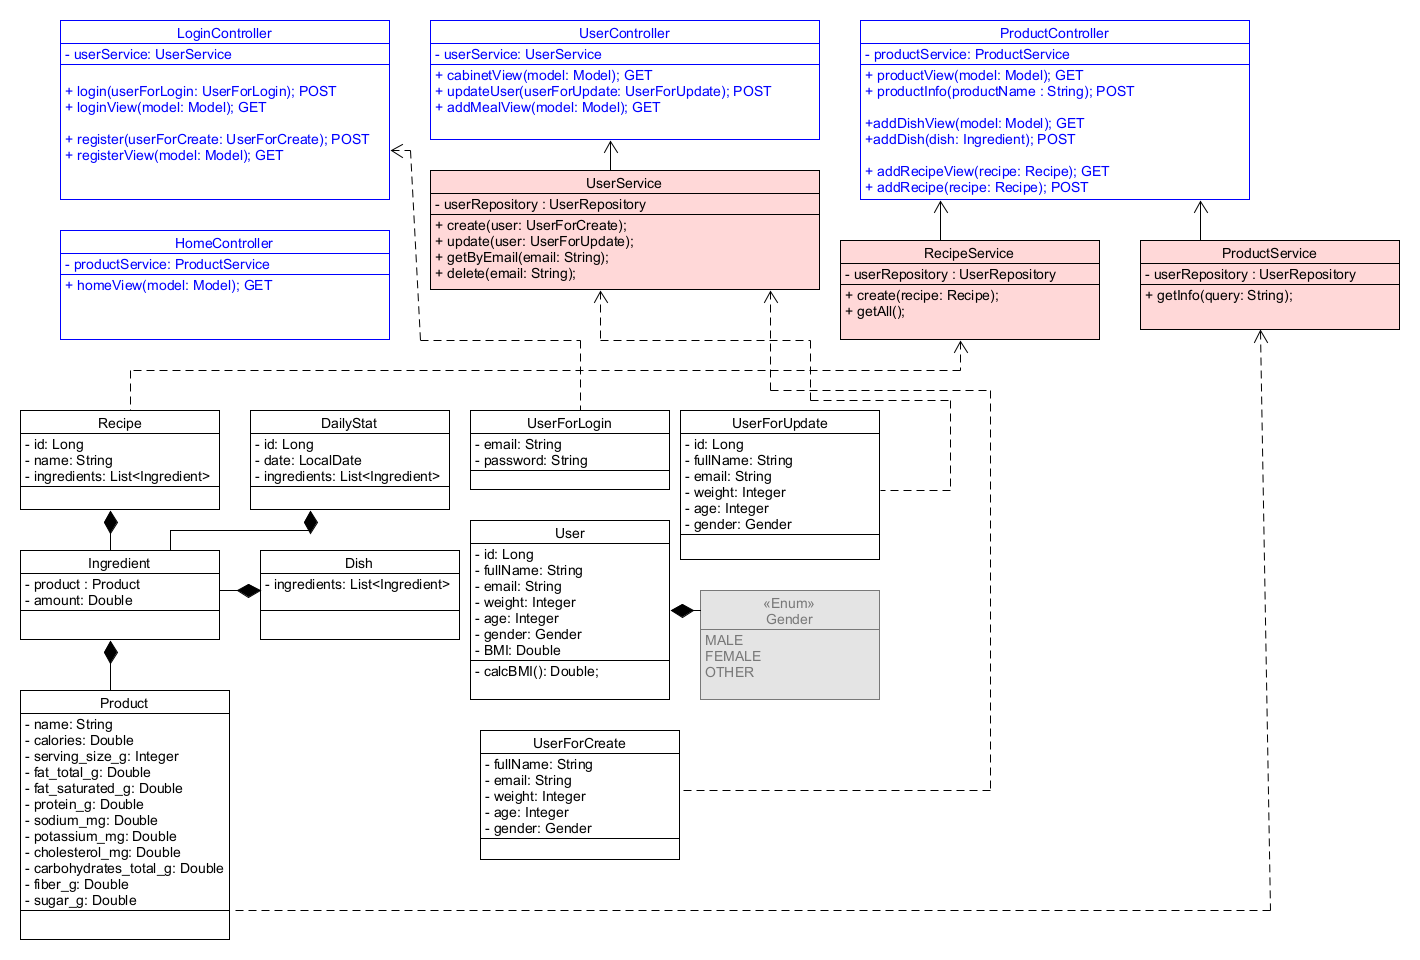 LoginController
- userService: UserService
+ login(userForLogin: UserForLogin); POST
+ loginView(model: Model); GET
+ register(userForCreate: UserForCreate); POST
+ registerView(model: Model); GET
UserController
- userService: UserService
+ cabinetView(model: Model); GET
+ updateUser(userForUpdate: UserForUpdate); POST
+ addMealView(model: Model); GET
ProductController
- productService: ProductService
+ productView(model: Model); GET
+ productInfo(productName : String); POST
+addDishView(model: Model); GET
+addDish(dish: Ingredient); POST
+ addRecipeView(recipe: Recipe); GET
+ addRecipe(recipe: Recipe); POST
HomeController
- productService: ProductService
+ homeView(model: Model); GET
UserService
- userRepository : UserRepository
+ create(user: UserForCreate);
+ update(user: UserForUpdate);
+ getByEmail(email: String);
+ delete(email: String);
RecipeService
- userRepository : UserRepository
+ create(recipe: Recipe);
+ getAll();
ProductService
- userRepository : UserRepository
+ getInfo(query: String);
Recipe
- id: Long
- name: String
- ingredients: List<Ingredient>
DailyStat
- id: Long
- date: LocalDate
- ingredients: List<Ingredient>
UserForLogin
- email: String
- password: String
UserForUpdate
- id: Long
- fullName: String
- email: String
- weight: Integer
- age: Integer
- gender: Gender
Ingredient
- product : Product
- amount: Double
Dish
- ingredients: List<Ingredient>
User
- id: Long
- fullName: String
- email: String
- weight: Integer
- age: Integer
- gender: Gender
- BMI: Double
- calcBMI(): Double;
«Enum»
Gender
MALE
FEMALE
OTHER
Product
- name: String
- calories: Double
- serving_size_g: Integer
- fat_total_g: Double
- fat_saturated_g: Double
- protein_g: Double
- sodium_mg: Double
- potassium_mg: Double
- cholesterol_mg: Double
- carbohydrates_total_g: Double
- fiber_g: Double
- sugar_g: Double
UserForCreate
- fullName: String
- email: String
- weight: Integer
- age: Integer
- gender: Gender